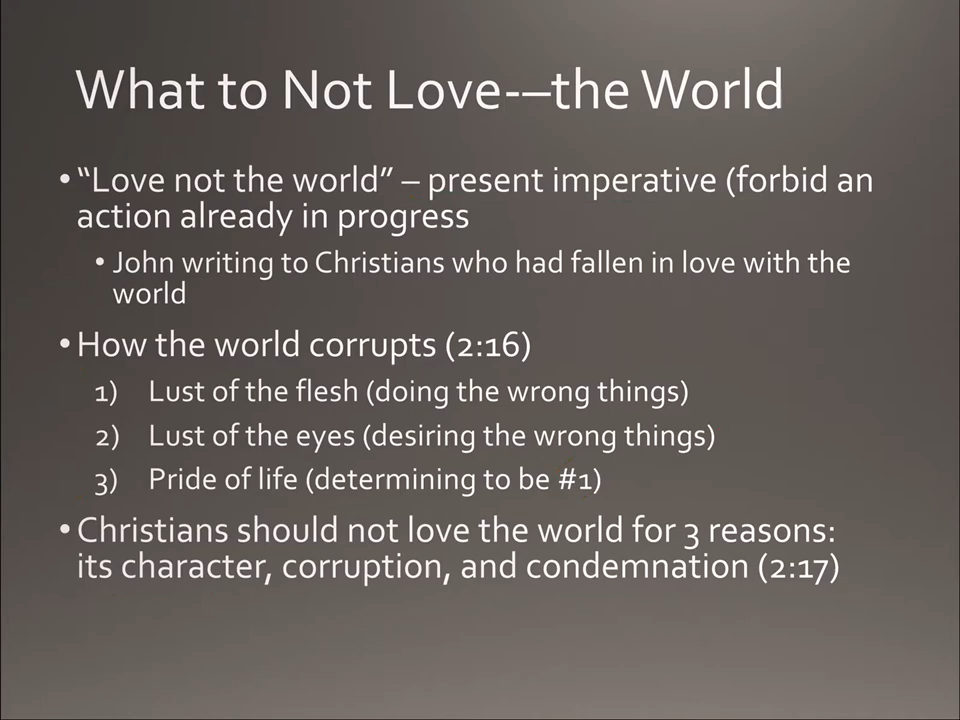 What to Not Love-–the World
• “Love not the world” – present imperative (forbid an
action already in progress
• John writing to Christians who had fallen in love with the
world
• How the world corrupts (2:16)
1) Lust of the flesh (doing the wrong things)
2) Lust of the eyes (desiring the wrong things)
3) Pride of life (determining to be #1)
• Christians should not love the world for 3 reasons:
its character, corruption, and condemnation (2:17)